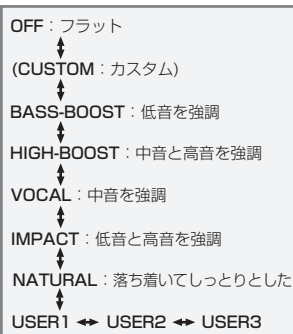 OFF：フラット
(CUSTOM：カスタム)
BASS-BOOST：低音を強調
HIGH-BOOST：中音と高音を強調
VOCAL：中音を強調
IMPACT：低音と高音を強調
NATURAL：落ち着いてしっとりとした
USER1 ↔ USER2 ↔ USER3